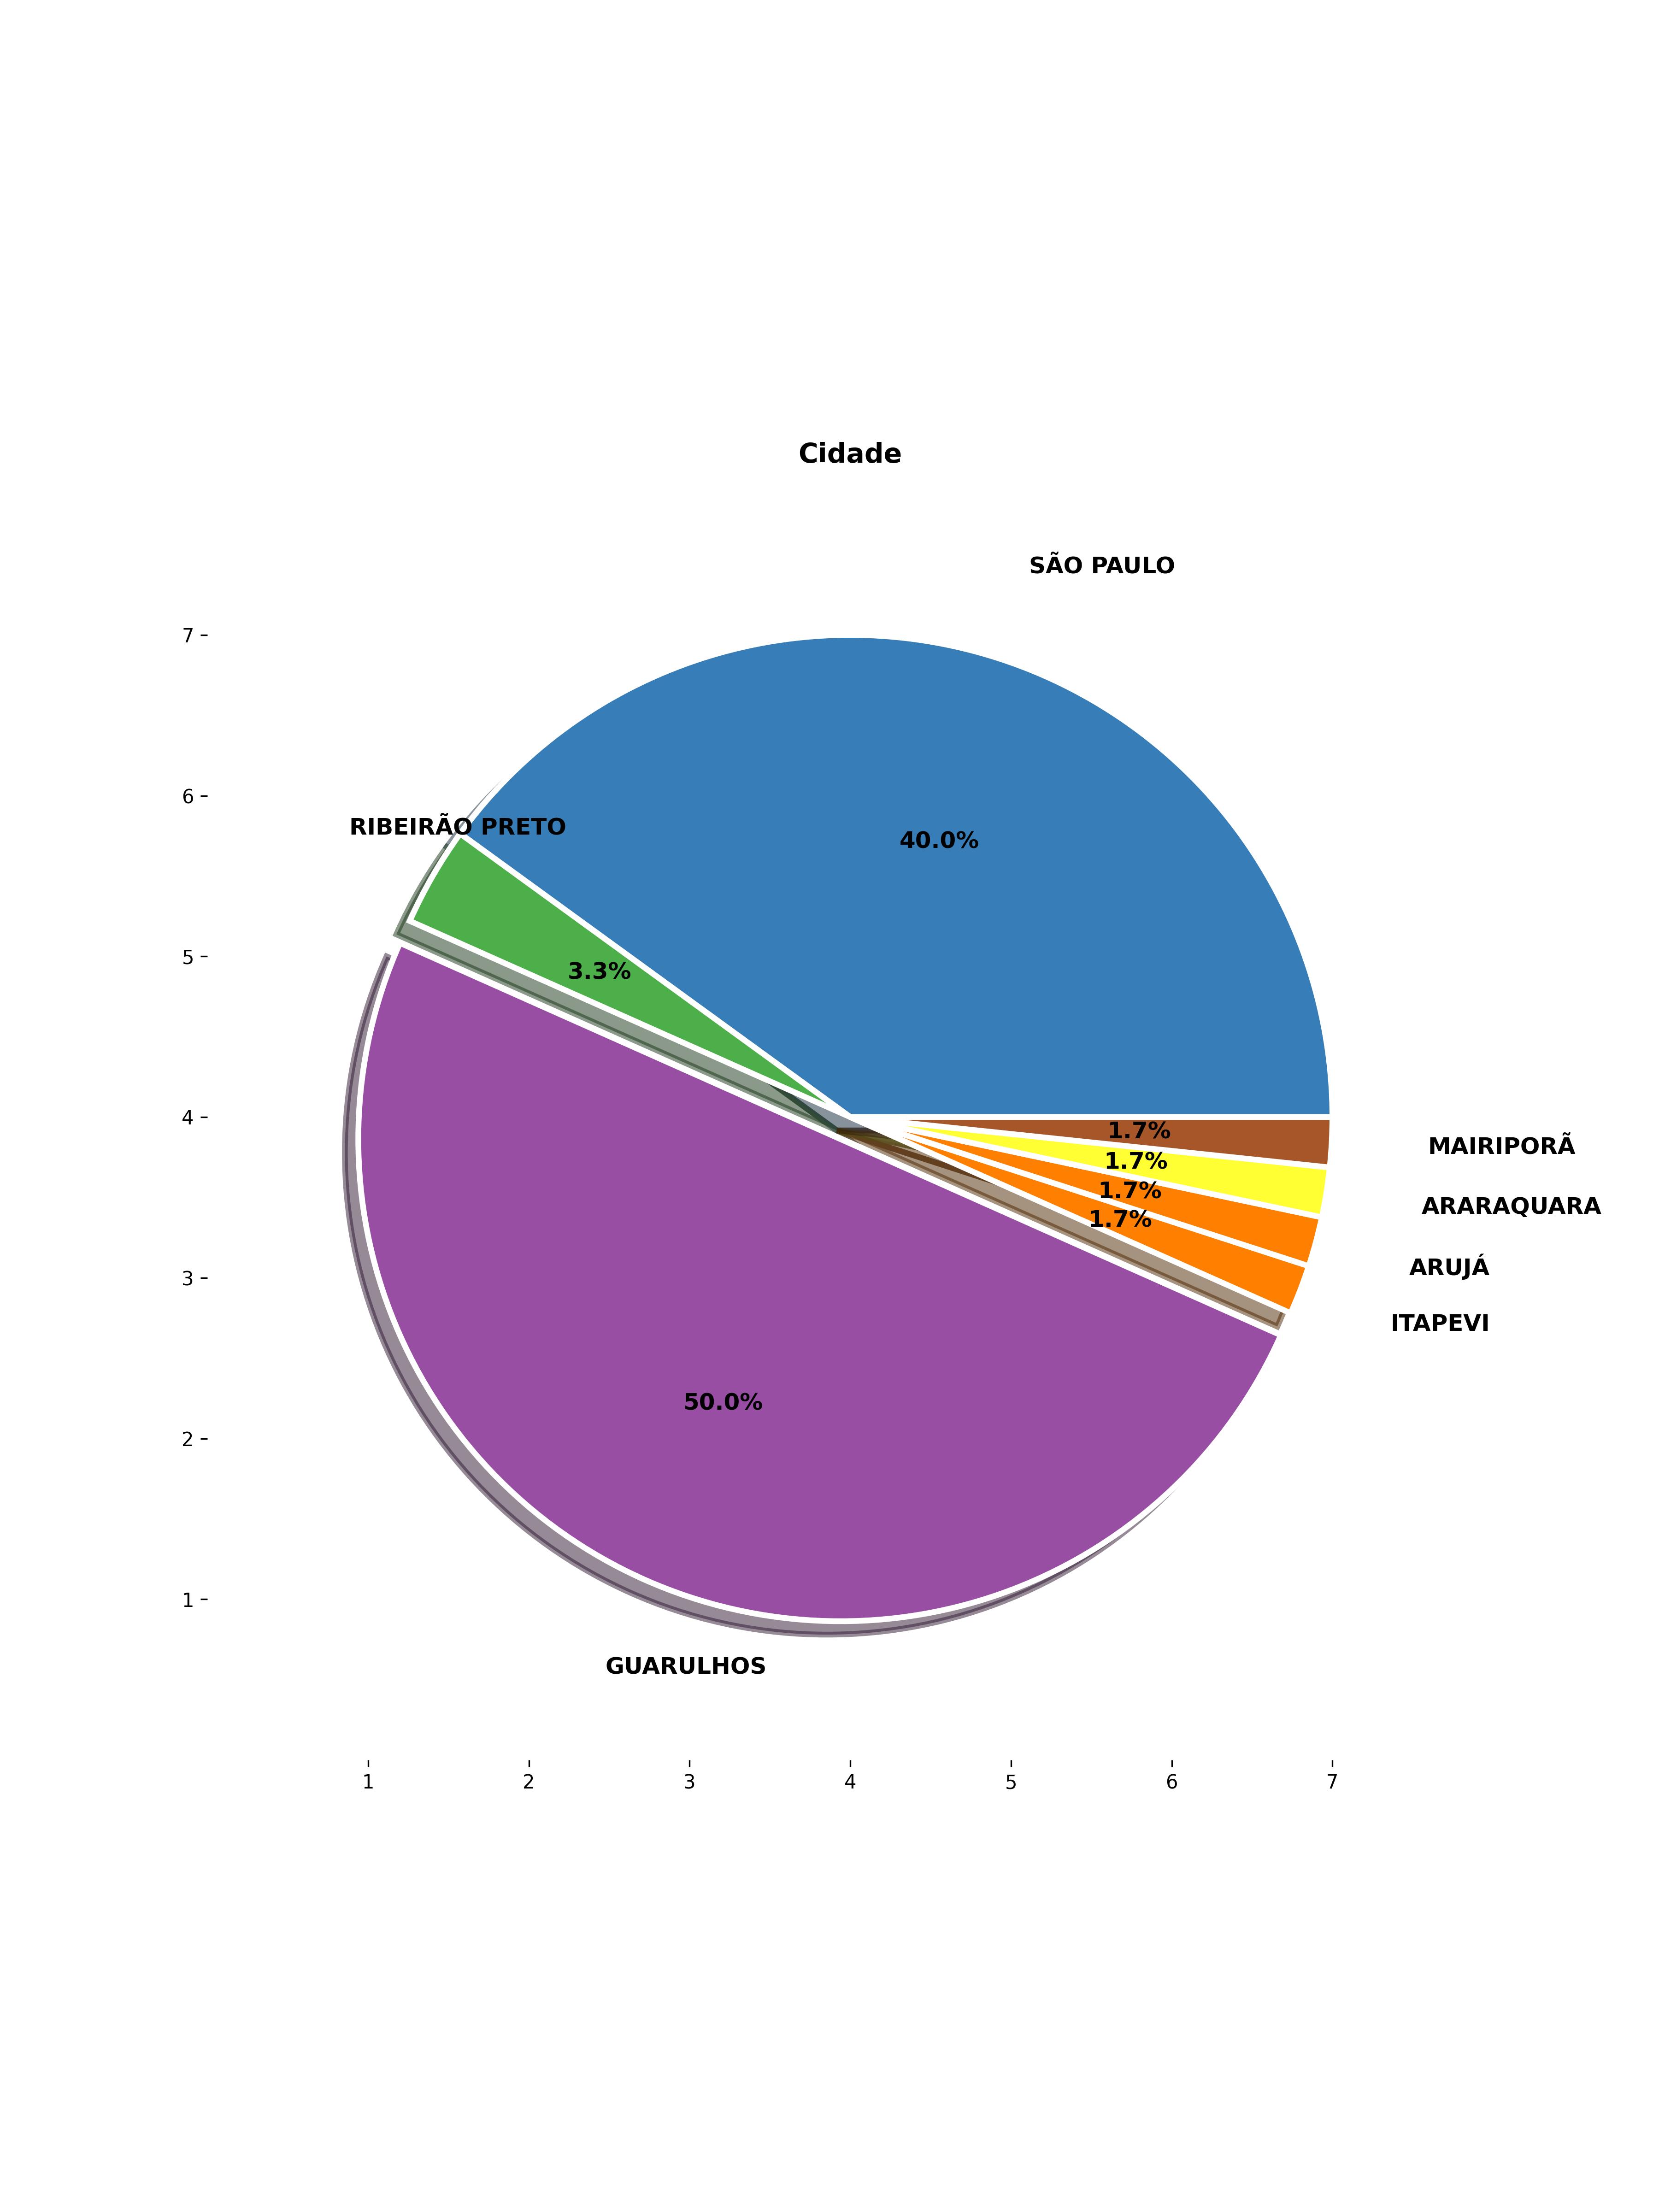 Cidade
SÃO PAULO
7
6
RIBEIRÃO PRETO
40.0%
5
3.3%
4
1.7%
MAIRIPORÃ
1.7%
1.7%
ARARAQUARA
1.7%
ARUJÁ
3
ITAPEVI
50.0%
2
1
GUARULHOS
1 2 3 4 5 6 7